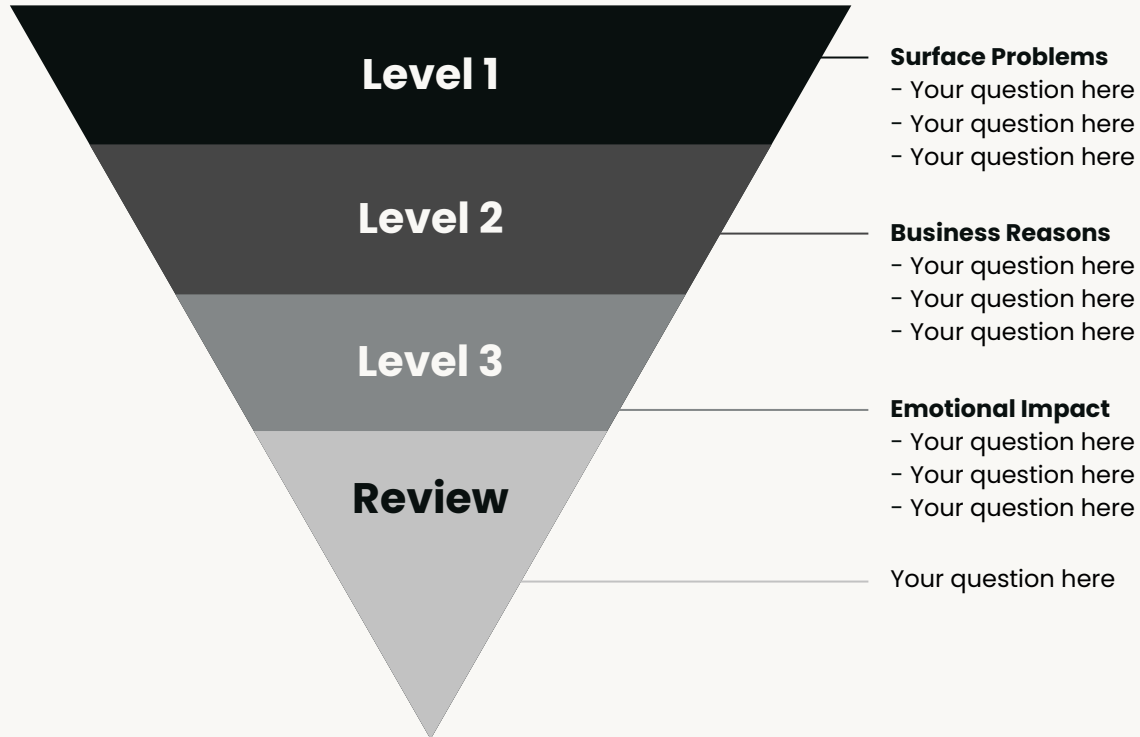 Level 1
Surface Problems
- Your question here
- Your question here
- Your question here
Level 2
Business Reasons
- Your question here
- Your question here
- Your question here
Level 3
Emotional Impact
- Your question here
- Your question here
- Your question here
Review
Your question here